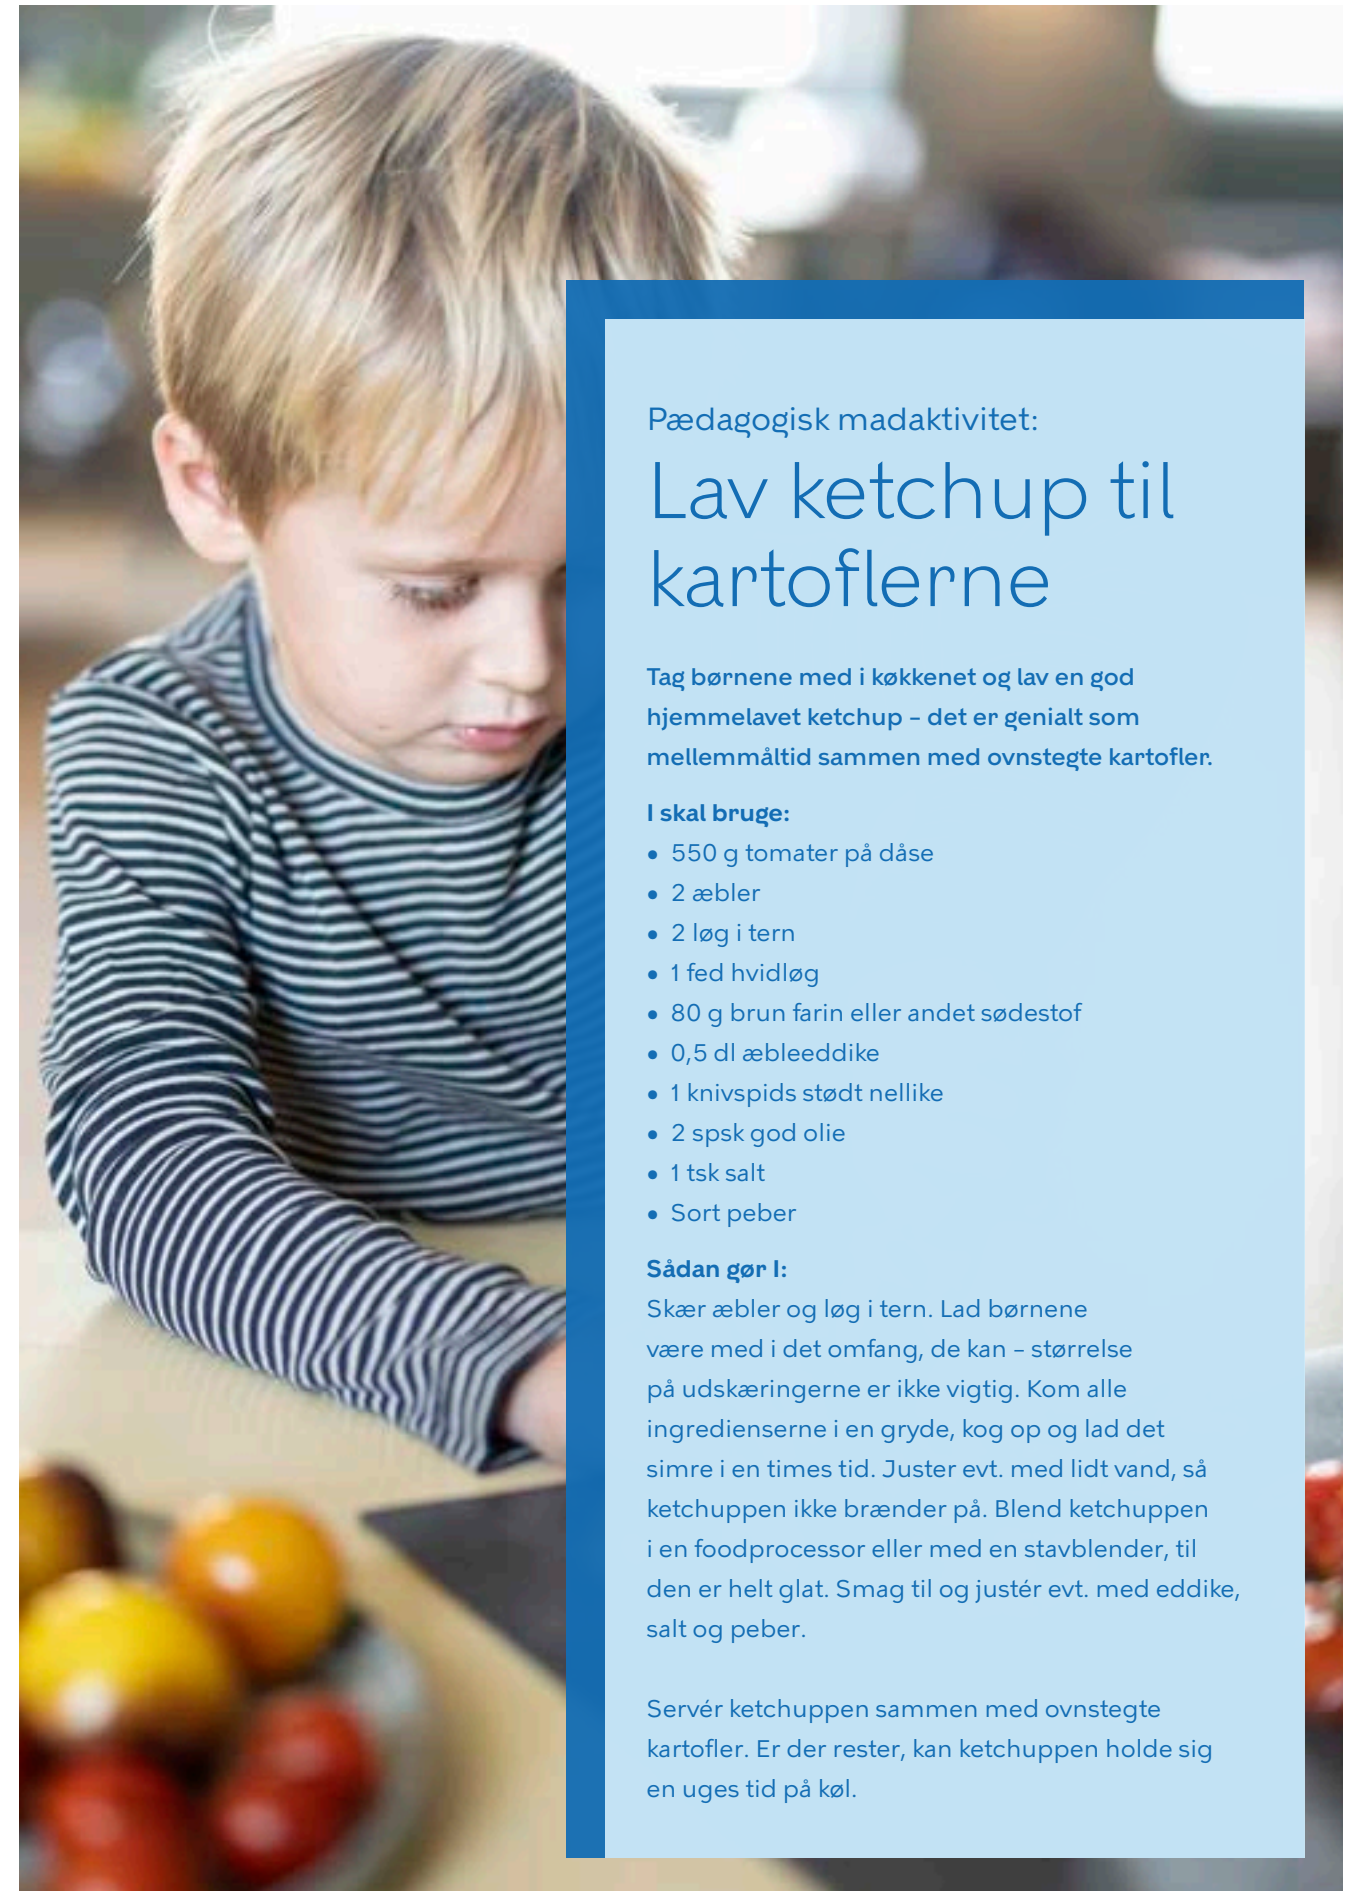 Pædagogisk madaktivitet:
Lav ketchup til
kartoflerne
Tag børnene med i køkkenet og lav en god
hjemmelavet ketchup – det er genialt som
mellemmåltid sammen med ovnstegte kartofler.
I skal bruge:
• 550 g tomater på dåse
• 2 æbler
• 2 løg i tern
• 1 fed hvidløg
• 80 g brun farin eller andet sødestof
• 0,5 dl æbleeddike
• 1 knivspids stødt nellike
• 2 spsk god olie
• 1 tsk salt
• Sort peber
Sådan gør I:
Skær æbler og løg i tern. Lad børnene
være med i det omfang, de kan – størrelse
på udskæringerne er ikke vigtig. Kom alle
ingredienserne i en gryde, kog op og lad det
simre i en times tid. Juster evt. med lidt vand, så
ketchuppen ikke brænder på. Blend ketchuppen
i en foodprocessor eller med en stavblender, til
den er helt glat. Smag til og justér evt. med eddike,
salt og peber.
Servér ketchuppen sammen med ovnstegte
kartofler. Er der rester, kan ketchuppen holde sig
en uges tid på køl.